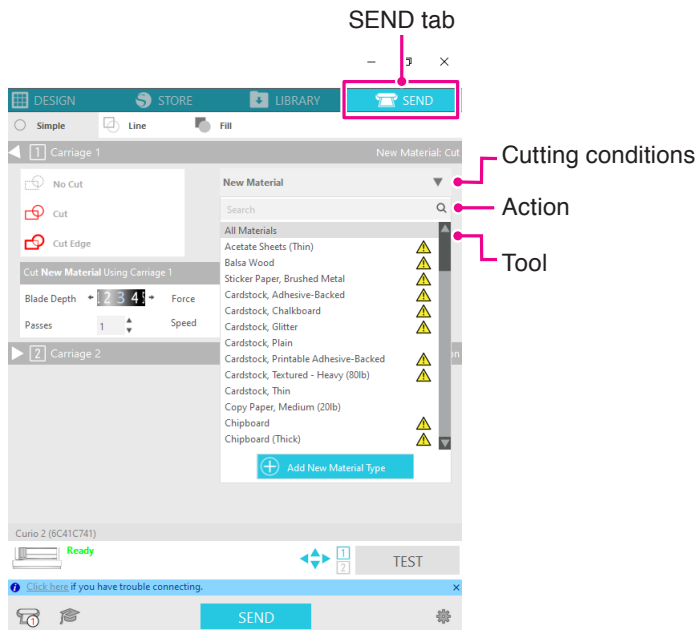 SEND tab
DESIGN
STORE
LIBRARY
SEND
Simple
Line
Fill
1 Carriage 1
New Material: Cut
No Cut
Cut
Cut Edge
Cut New Material Using Carriage 1
Blade Depth
1 2 3 4 5
Force
Passes
1
Speed
2 Carriage 2
on
New Material
Search
All Materials
Acetate Sheets (Thin)
Balsa Wood
Sticker Paper, Brushed Metal
Cardstock, Adhesive-Backed
Cardstock, Chalkboard
Cardstock, Glitter
Cardstock, Plain
Cardstock, Printable Adhesive-Backed
Cardstock, Textured - Heavy (80lb)
Cardstock, Thin
Copy Paper, Medium (20lb)
Chipboard
Chipboard (Thick)
Add New Material Type
Cutting conditions
Action
Tool
Curio 2 (6C41C741)
Ready
1
2
TEST
Click here if you have trouble connecting.
1
SEND